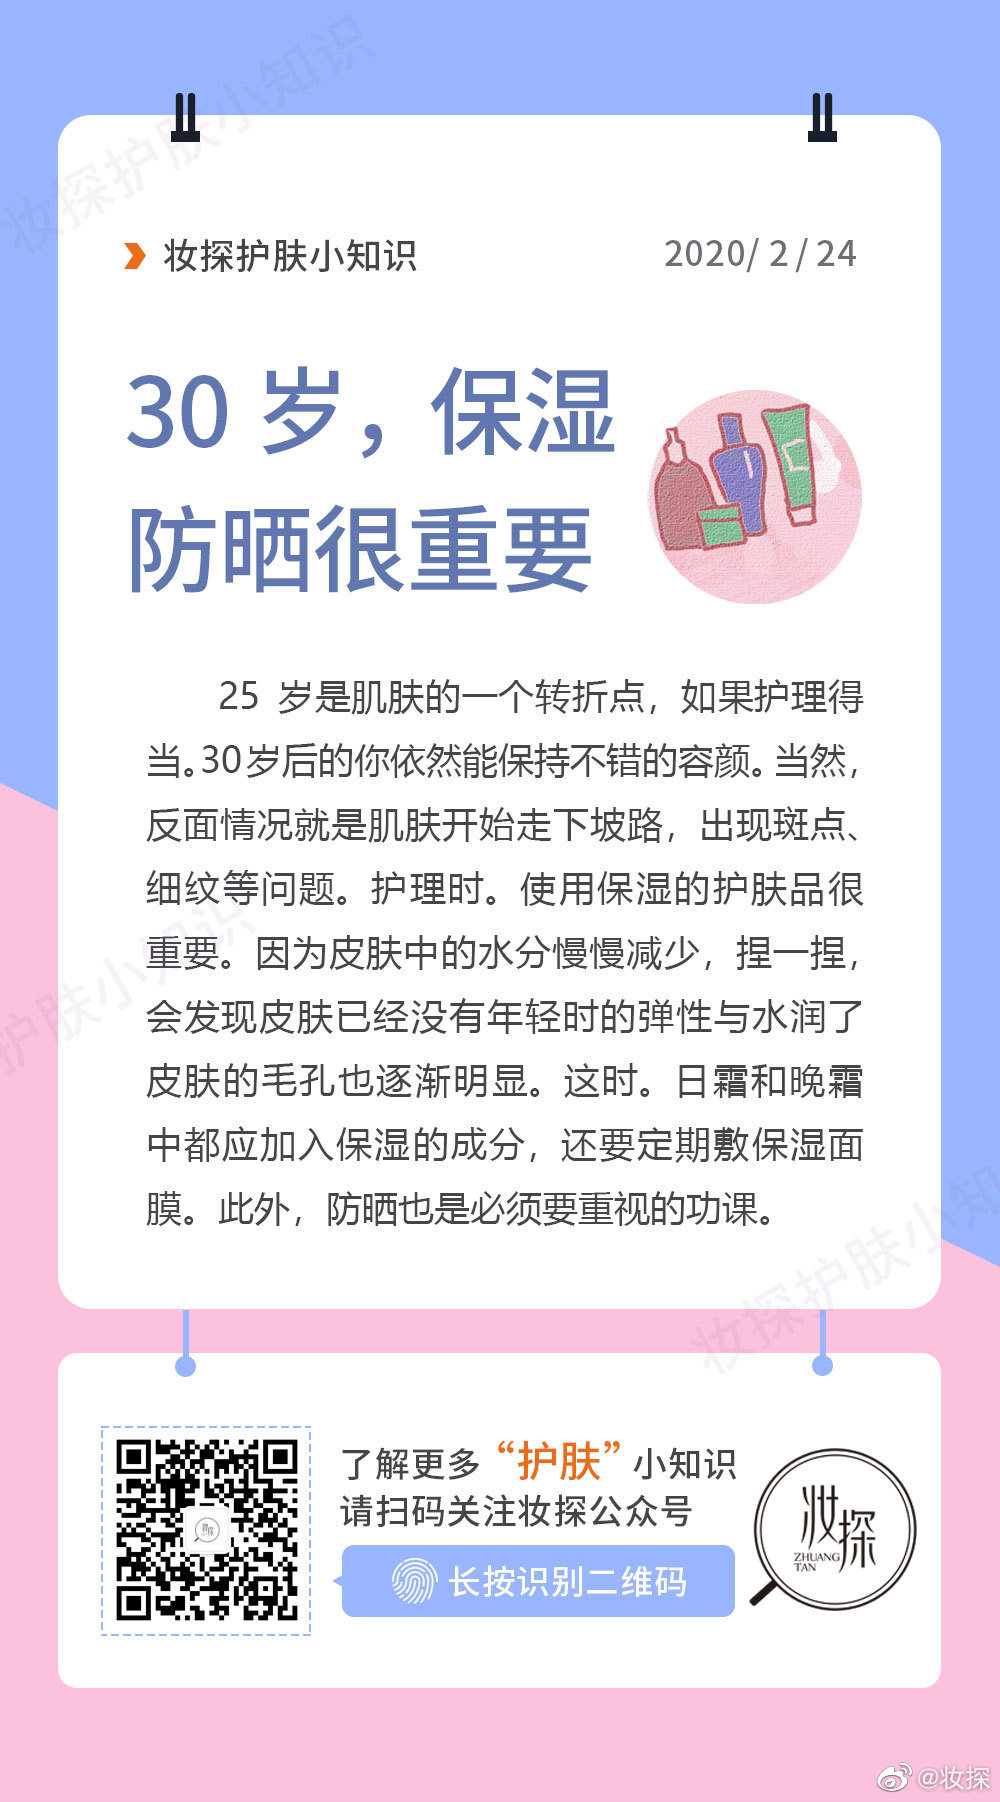 妆探护肤小知识
妆探护肤小知识
2020/ 2 / 24
30 岁，保湿
防晒很重要
25 岁是肌肤的一个转折点，如果护理得
当。30岁后的你依然能保持不错的容颜。当然，
反面情况就是肌肤开始走下坡路，出现斑点、
细纹等问题。护理时。使用保湿的护肤品很
重要。因为皮肤中的水分慢慢减少，捏一捏，
会发现皮肤已经没有年轻时的弹性与水润了
皮肤的毛孔也逐渐明显。这时。日霜和晚霜
中都应加入保湿的成分，还要定期敷保湿面
膜。此外，防晒也是必须要重视的功课。
护肤小知识
妆探护肤小知
了解更多“护肤”小知识
请扫码关注妆探公众号
长按识别二维码
妆探
ZHUANG
TAN
@妆探